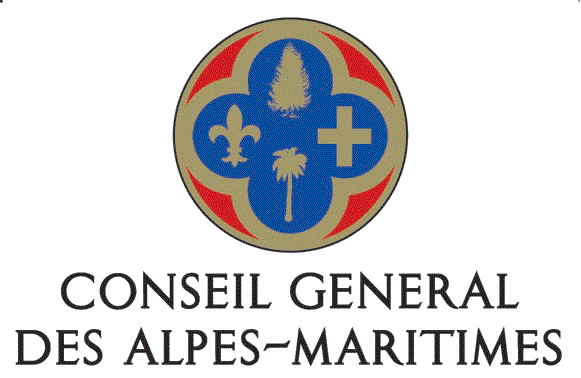 CONSEIL GENERAL
DES ALPES-MARITIMES